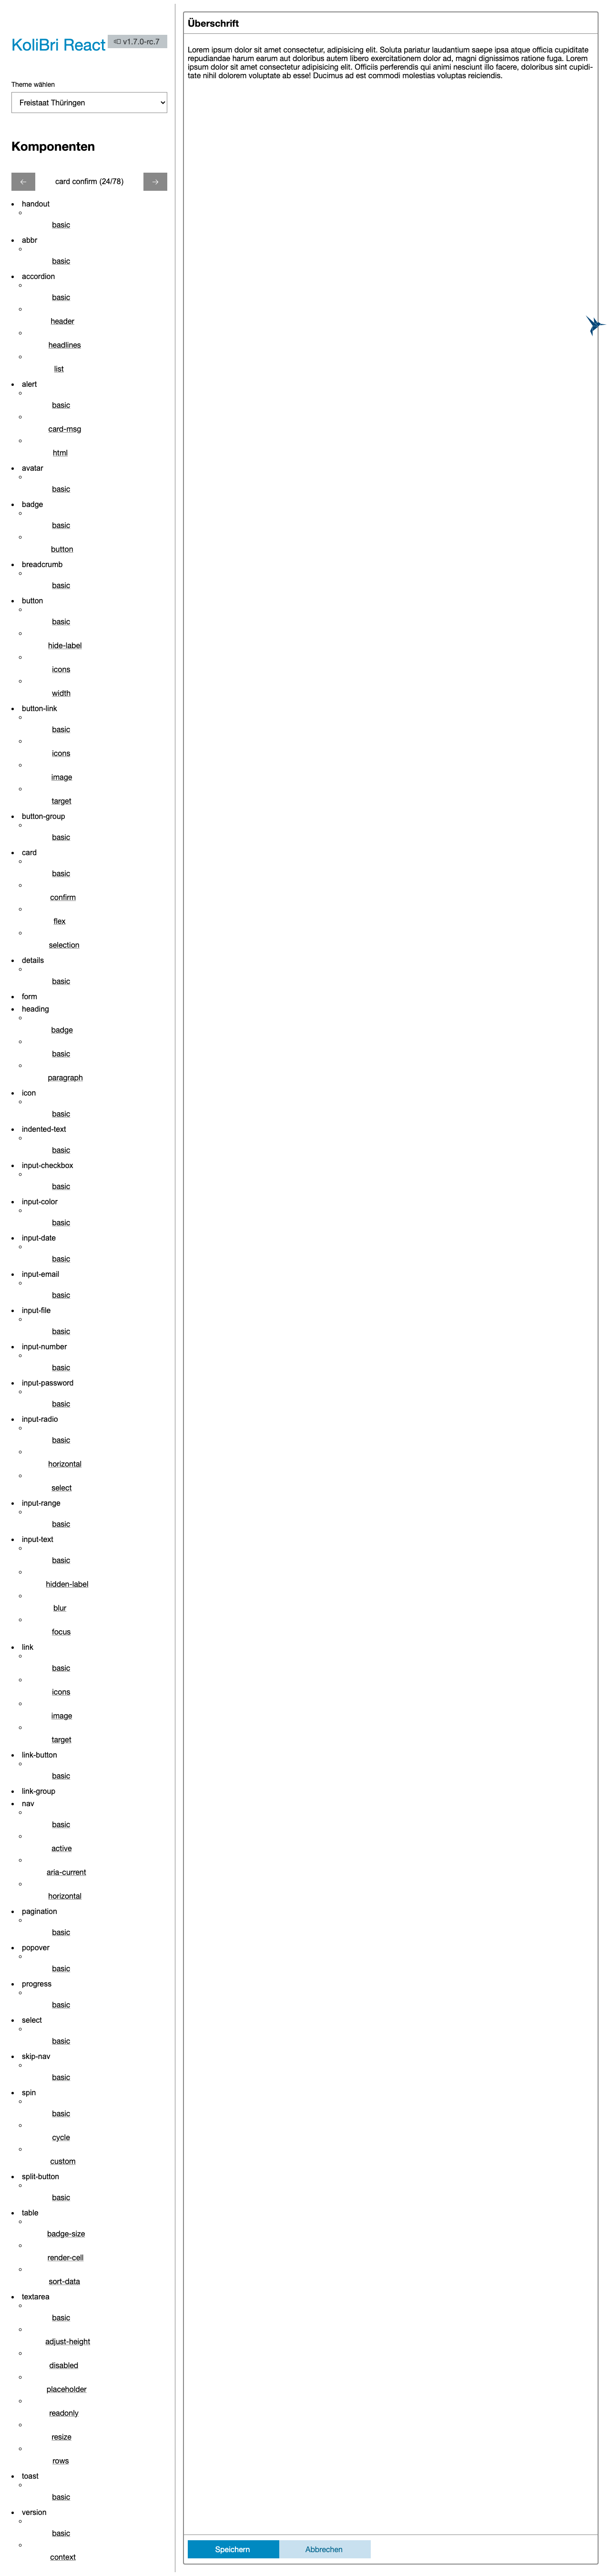 KoliBri React
v1.7.0-rc.7
Theme wählen
Freistaat Thüringen
Komponenten
←
card confirm (24/78)
→
handout
basic
abbr
basic
accordion
basic
header
headlines
list
alert
basic
card-msg
html
avatar
basic
badge
basic
button
breadcrumb
basic
button
basic
hide-label
icons
width
button-link
basic
icons
image
target
button-group
basic
card
basic
confirm
flex
selection
details
basic
form
heading
badge
basic
paragraph
icon
basic
indented-text
basic
input-checkbox
basic
input-color
basic
input-date
basic
input-email
basic
input-file
basic
input-number
basic
input-password
basic
input-radio
basic
horizontal
select
input-range
basic
input-text
basic
hidden-label
blur
focus
link
basic
icons
image
target
link-button
basic
link-group
nav
basic
active
aria-current
horizontal
pagination
basic
popover
basic
progress
basic
select
basic
skip-nav
basic
spin
basic
cycle
custom
split-button
basic
table
badge-size
render-cell
sort-data
textarea
basic
adjust-height
disabled
placeholder
readonly
resize
rows
toast
basic
version
basic
context
Überschrift
Lorem ipsum dolor sit amet consectetur, adipisicing elit. Soluta pariatur laudantium saepe ipsa atque officia cupiditate
repudiandae harum earum aut doloribus autem libero exercitationem dolor ad, magni dignissimos ratione fuga. Lorem
ipsum dolor sit amet consectetur adipisicing elit. Officiis perferendis qui animi nesciunt illo facere, doloribus sint cupidi-
tate nihil dolorem voluptate ab esse! Ducimus ad est commodi molestias voluptas reiciendis.
Speichern
Abbrechen